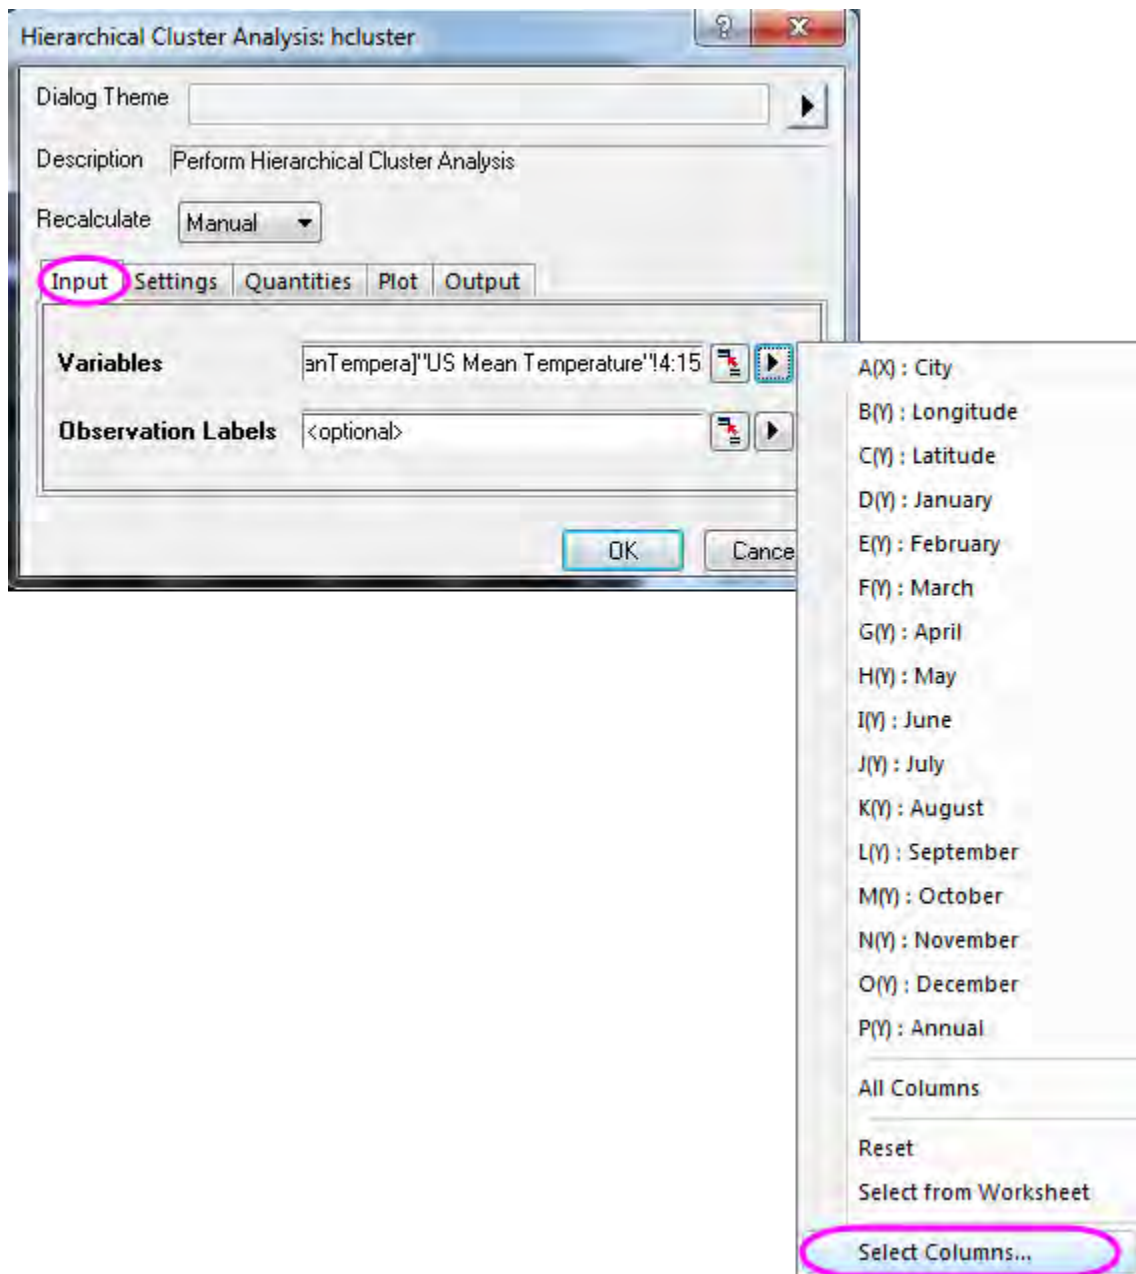 Hierarchical Cluster Analysis: hcluster
Dialog Theme
Description Perform Hierarchical Cluster Analysis
Recalculate Manual
Input Settings Quantities Plot Output
Variables anTempera]"US Mean Temperature"!4:15
Observation Labels <optional>
OK Cance
A(X) : City
B(Y) : Longitude
C(Y) : Latitude
D(Y) : January
E(Y) : February
F(Y) : March
G(Y) : April
H(Y) : May
I(Y) : June
J(Y) : July
K(Y) : August
L(Y) : September
M(Y) : October
N(Y) : November
O(Y) : December
P(Y) : Annual
All Columns
Reset
Select from Worksheet
Select Columns...